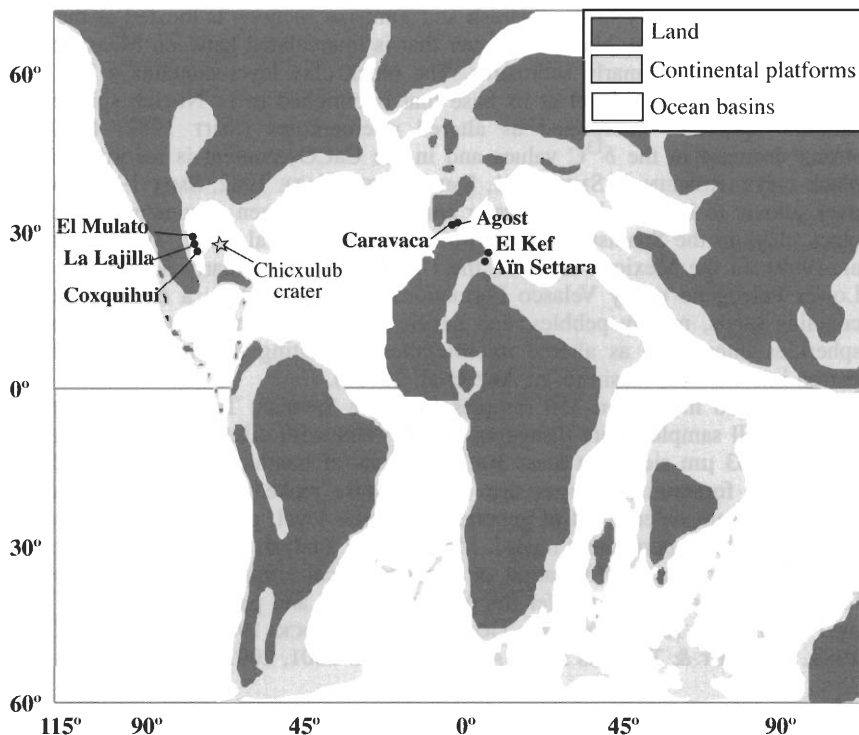 Land
Continental platforms
Ocean basins
60º
30º
0º
30º
60º
El Mulato
La Lajilla
Coxquihui
Chicxulub
crater
Agost
Caravaca
El Kef
Aïn Settara
115º 90º 45º 0º 45º 90º